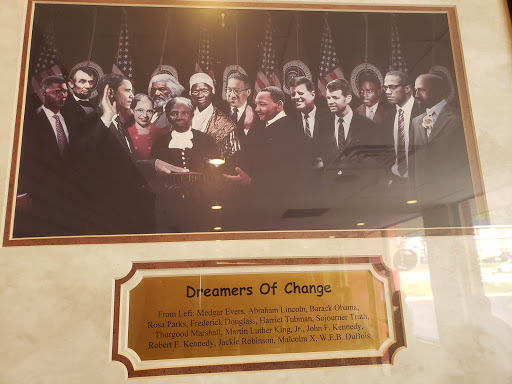 Dreamers Of Change
From Left: Medgar Evers, Abraham Lincoln, Barack Obama,
Rosa Parks, Frederick Douglass, Harriet Tubman, Sojourner Truth,
Thurgood Marshall, Martin Luther King, Jr., John F. Kennedy,
Robert F. Kennedy, Jackie Robinson, Malcolm X, W.E.B. DuBois